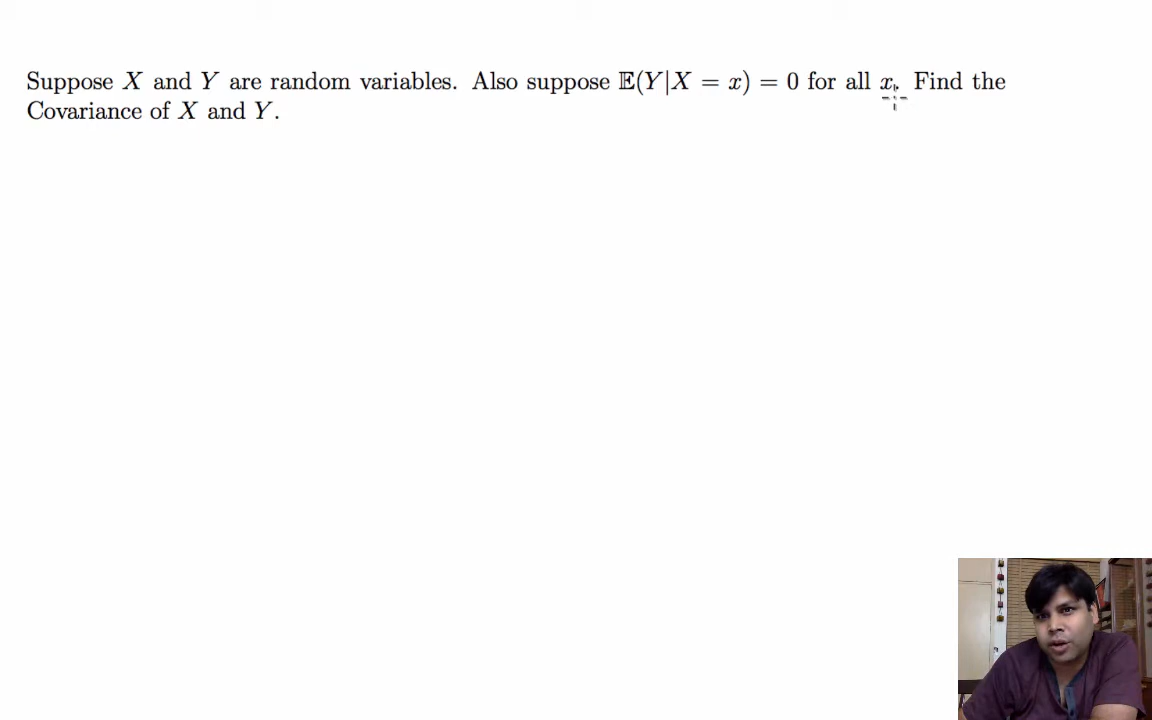 Suppose X and Y are random variables. Also suppose 𝔼(Y|X = x) = 0 for all x. Find the
Covariance of X and Y.